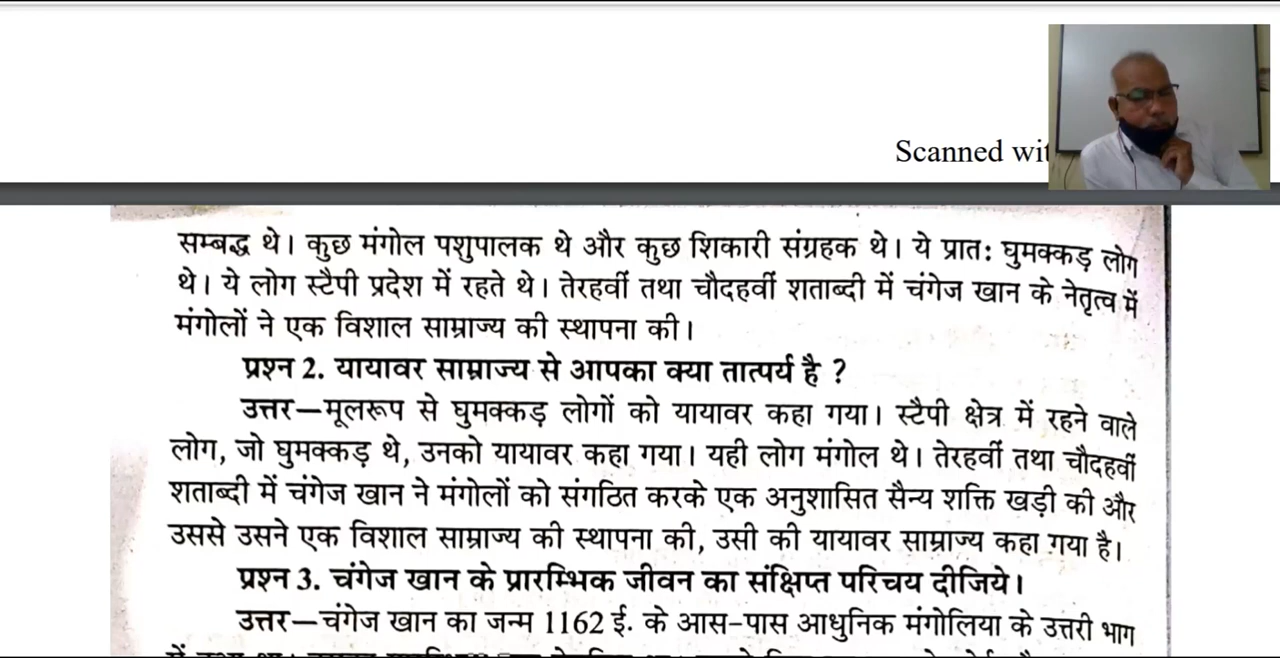 Scanned wit
सम्बद्ध थे। कुछ मंगोल पशुपालक थे और कुछ शिकारी संग्रहक थे। ये प्रात: घुमक्कड़ लोग
थे। ये लोग स्टैपी प्रदेश में रहते थे। तेरहवीं तथा चौदहवीं शताब्दी में चंगेज खान के नेतृत्व में
मंगोलों ने एक विशाल साम्राज्य की स्थापना की।
प्रश्न 2. यायावर साम्राज्य से आपका क्या तात्पर्य है ?
उत्तर—मूलरूप से घुमक्कड़ लोगों को यायावर कहा गया। स्टैपी क्षेत्र में रहने वाले
लोग, जो घुमक्कड़ थे, उनको यायावर कहा गया। यही लोग मंगोल थे। तेरहवीं तथा चौदहवीं
शताब्दी में चंगेज खान ने मंगोलों को संगठित करके एक अनुशासित सैन्य शक्ति खड़ी की और
उससे उसने एक विशाल साम्राज्य की स्थापना की, उसी की यायावर साम्राज्य कहा गया है।
प्रश्न 3. चंगेज खान के प्रारम्भिक जीवन का संक्षिप्त परिचय दीजिये।
उत्तर—चंगेज खान का जन्म 1162 ई. के आस-पास आधुनिक मंगोलिया के उत्तरी भाग